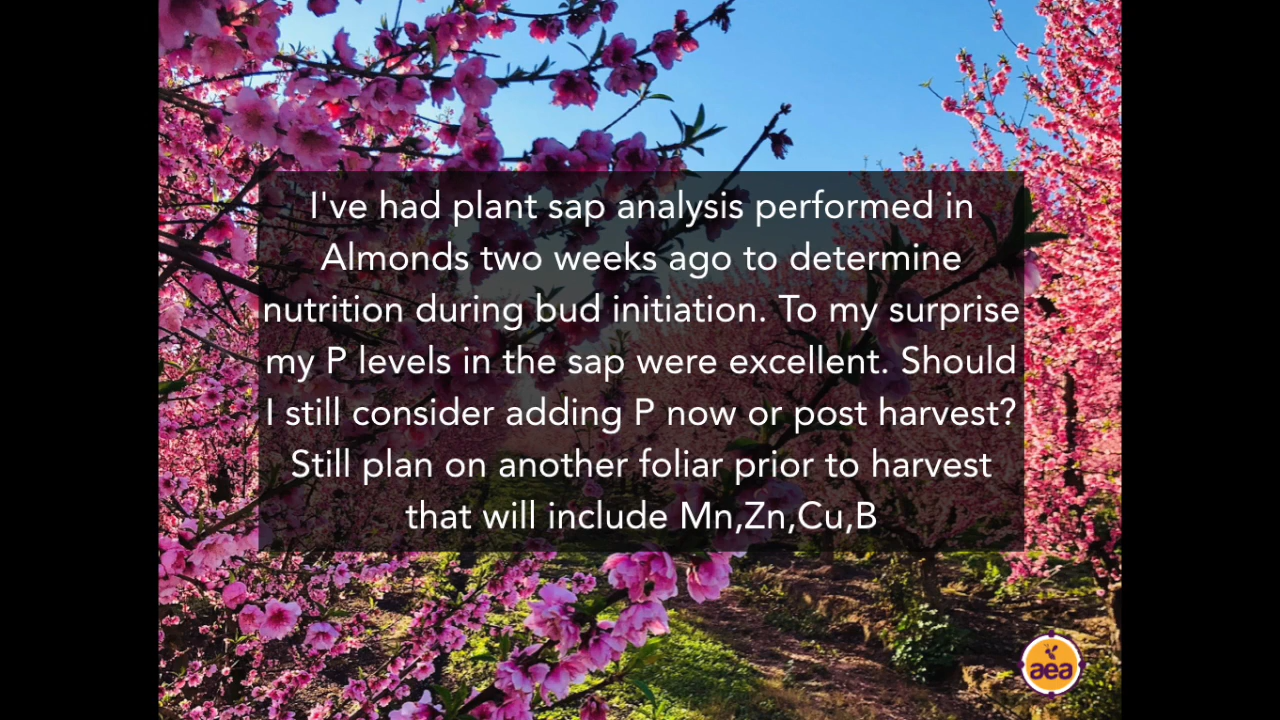 I've had plant sap analysis performed in
Almonds two weeks ago to determine
nutrition during bud initiation. To my surprise
my P levels in the sap were excellent. Should
I still consider adding P now or post harvest?
Still plan on another foliar prior to harvest
that will include Mn,Zn,Cu,B
aea